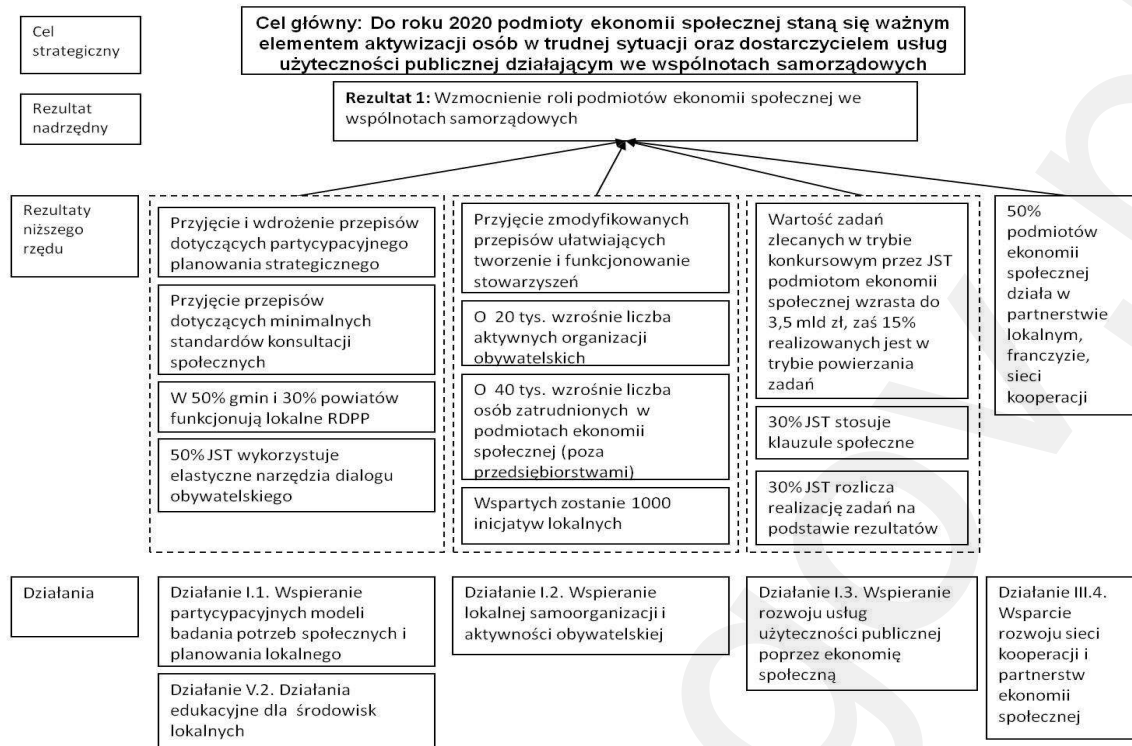 Cel
strategiczny
Cel główny: Do roku 2020 podmioty ekonomii społecznej staną się ważnym
elementem aktywizacji osób w trudnej sytuacji oraz dostarczycielem usług
użyteczności publicznej działającym we wspólnotach samorządowych
Rezultat
nadrzędny
Rezultat 1: Wzmocnienie roli podmiotów ekonomii społecznej we
wspólnotach samorządowych
Rezultaty
niższego
rzędu
Przyjęcie i wdrożenie przepisów
dotyczących partycypacyjnego
planowania strategicznego
Przyjęcie przepisów
dotyczących minimalnych
standardów konsultacji
społecznych
W 50% gmin i 30% powiatów
funkcjonują lokalne RDPP
50% JST wykorzystuje
elastyczne narzędzia dialogu
obywatelskiego
Przyjęcie zmodyfikowanych
przepisów ułatwiających
tworzenie i funkcjonowanie
stowarzyszeń
O 20 tys. wzrośnie liczba
aktywnych organizacji
obywatelskich
O 40 tys. wzrośnie liczba
osób zatrudnionych w
podmiotach ekonomii
społecznej (poza
przedsiębiorstwami)
Wspartych zostanie 1000
inicjatyw lokalnych
Wartość zadań
zlecanych w trybie
konkursowym przez JST
podmiotom ekonomii
społecznej wzrasta do
3,5 mld zł, zaś 15%
realizowanych jest w
trybie powierzania
zadań
30% JST stosuje
klauzule społeczne
30% JST rozlicza
realizację zadań na
podstawie rezultatów
50%
podmiotów
ekonomii
społecznej
działa w
partnerstwie
lokalnym,
franczyzie,
sieci
kooperacji
Działania
Działanie I.1. Wspieranie
partycypacyjnych modeli
badania potrzeb społecznych i
planowania lokalnego
Działanie V.2. Działania
edukacyjne dla środowisk
lokalnych
Działanie I.2. Wspieranie
lokalnej samoorganizacji i
aktywności obywatelskiej
Działanie I.3. Wspieranie
rozwoju usług
użyteczności publicznej
poprzez ekonomię
społeczną
Działanie III.4.
Wsparcie
rozwoju sieci
kooperacji i
partnerstw
ekonomii
społecznej
gov.p